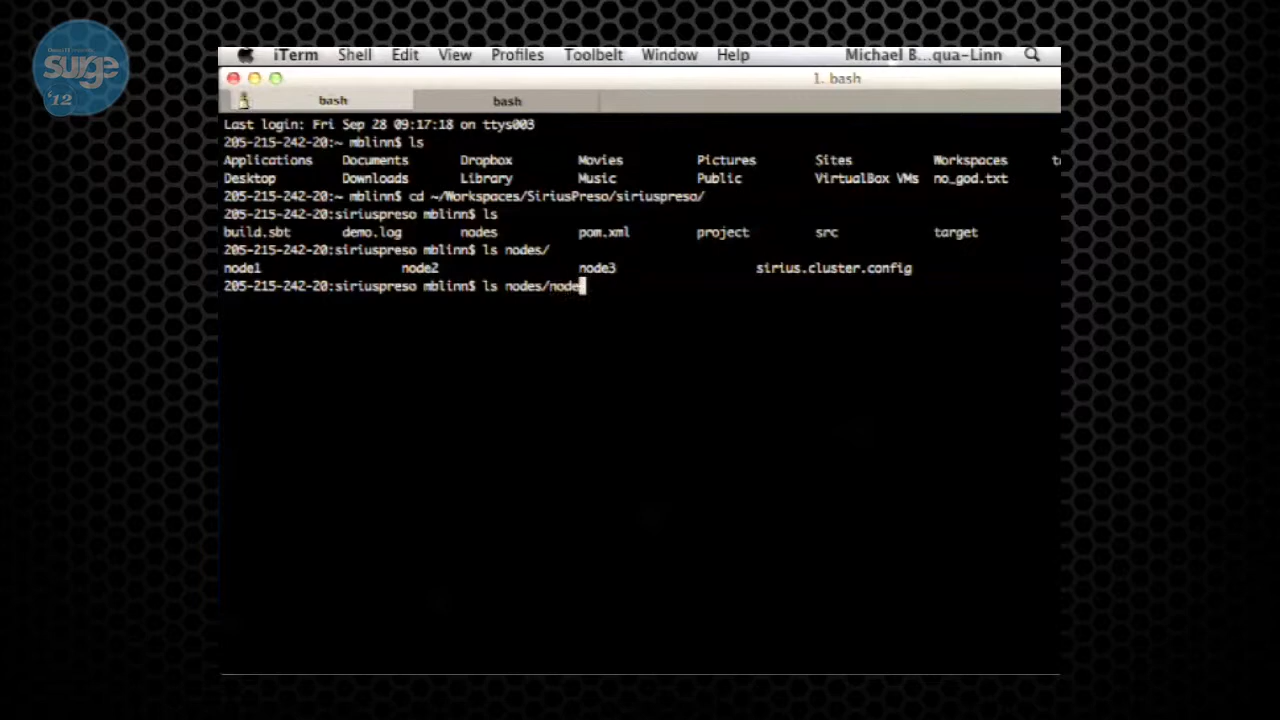 surge
'12
iTerm Shell Edit View Profiles Toolbelt Window Help Michael B...qua-Linn
1. bash
bash bash
Last login: Fri Sep 28 09:17:18 on ttys003
205-215-242-20:~ mblinn$ ls
Applications Documents Dropbox Movies Pictures Sites Workspaces
Desktop Downloads Library Music Public VirtualBox VMs no_god.txt
205-215-242-20:~ mblinn$ cd ~/Workspaces/SiriusPreso/siriuspreso/
205-215-242-20:siriuspreso mblinn$ ls
build.sbt demo.log nodes pom.xml project src target
205-215-242-20:siriuspreso mblinn$ ls nodes/
node1 node2 node3 sirius.cluster.config
205-215-242-20:siriuspreso mblinn$ ls nodes/node